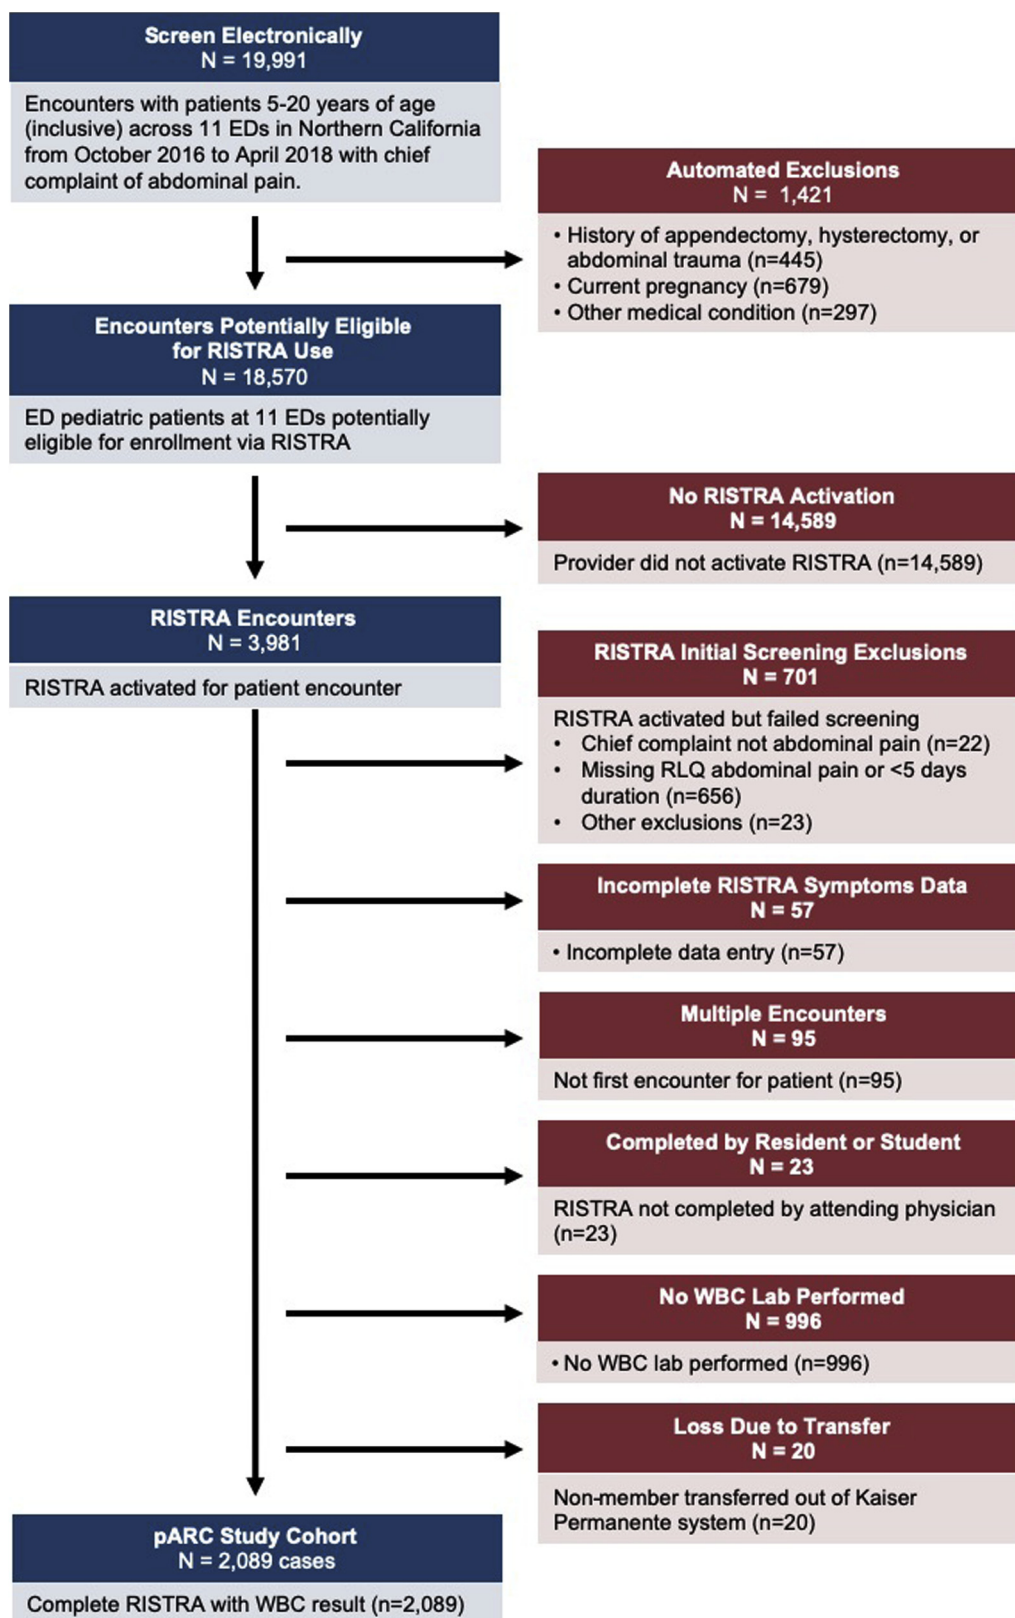 Screen Electronically
N = 19,991
Encounters with patients 5-20 years of age
(inclusive) across 11 EDs in Northern California
from October 2016 to April 2018 with chief
complaint of abdominal pain.
Automated Exclusions
N = 1,421
• History of appendectomy, hysterectomy, or
abdominal trauma (n=445)
• Current pregnancy (n=679)
• Other medical condition (n=297)
Encounters Potentially Eligible
for RISTRA Use
N = 18,570
ED pediatric patients at 11 EDs potentially
eligible for enrollment via RISTRA
No RISTRA Activation
N = 14,589
Provider did not activate RISTRA (n=14,589)
RISTRA Encounters
N = 3,981
RISTRA activated for patient encounter
RISTRA Initial Screening Exclusions
N = 701
RISTRA activated but failed screening
• Chief complaint not abdominal pain (n=22)
• Missing RLQ abdominal pain or <5 days
duration (n=656)
• Other exclusions (n=23)
Incomplete RISTRA Symptoms Data
N = 57
• Incomplete data entry (n=57)
Multiple Encounters
N = 95
Not first encounter for patient (n=95)
Completed by Resident or Student
N = 23
RISTRA not completed by attending physician
(n=23)
No WBC Lab Performed
N = 996
• No WBC lab performed (n=996)
Loss Due to Transfer
N = 20
Non-member transferred out of Kaiser
Permanente system (n=20)
pARC Study Cohort
N = 2,089 cases
Complete RISTRA with WBC result (n=2,089)